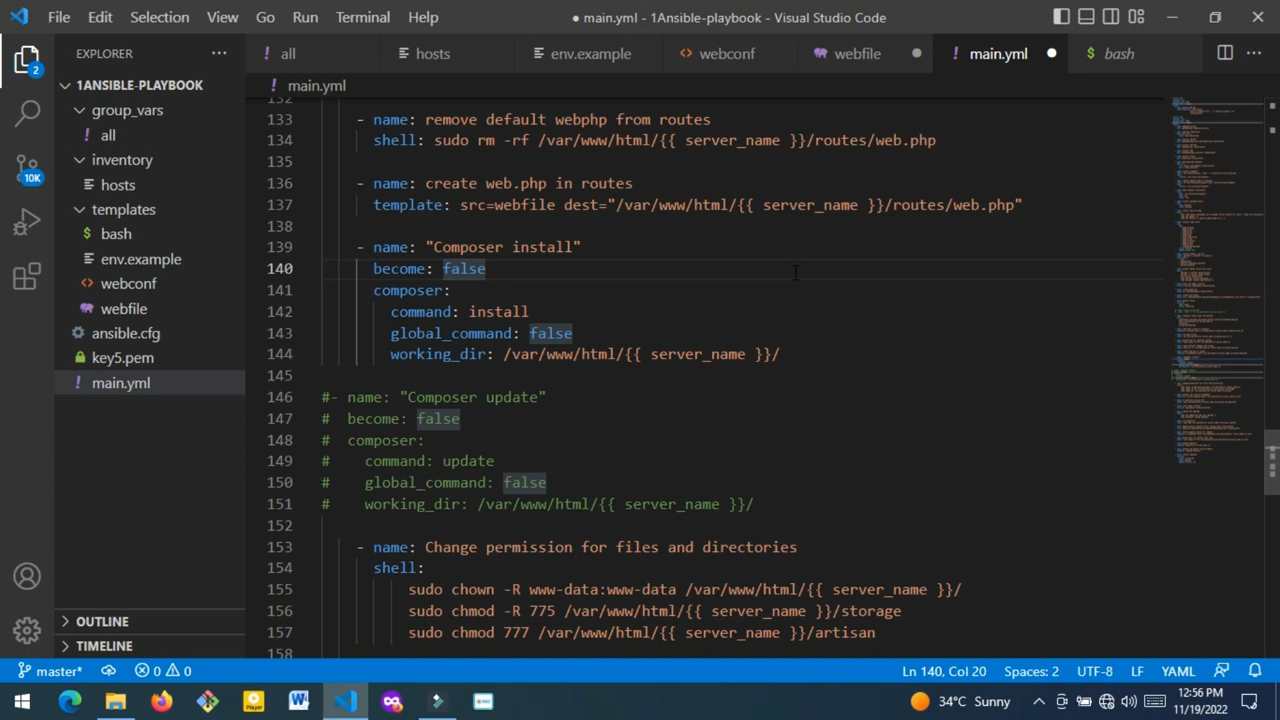 File Edit Selection View Go Run Terminal Help
● main.yml - 1Ansible-playbook - Visual Studio Code
EXPLORER
2
10K
1ANSIBLE-PLAYBOOK
group_vars
all
inventory
hosts
templates
bash
env.example
webconf
webfile
ansible.cfg
key5.pem
main.yml
OUTLINE
TIMELINE
all hosts env.example webconf webfile main.yml bash
main.yml
132
133 - name: remove default webphp from routes
134 shell: sudo rm -rf /var/www/html/{{ server_name }}/routes/web.php
135
136 - name: create web.php in routes
137 template: src=webfile dest="/var/www/html/{{ server_name }}/routes/web.php"
138
139 - name: "Composer install"
140 become: false
141 composer:
142 command: install
143 global_command: false
144 working_dir: /var/www/html/{{ server_name }}/
145
146 #- name: "Composer update"
147 # become: false
148 # composer:
149 # command: update
150 # global_command: false
151 # working_dir: /var/www/html/{{ server_name }}/
152
153 - name: Change permission for files and directories
154 shell:
155 sudo chown -R www-data:www-data /var/www/html/{{ server_name }}/
156 sudo chmod -R 775 /var/www/html/{{ server_name }}/storage
157 sudo chmod 777 /var/www/html/{{ server_name }}/artisan
158
master* 0 0 Ln 140, Col 20 Spaces: 2 UTF-8 LF YAML
34°C Sunny
12:56 PM
11/19/2022